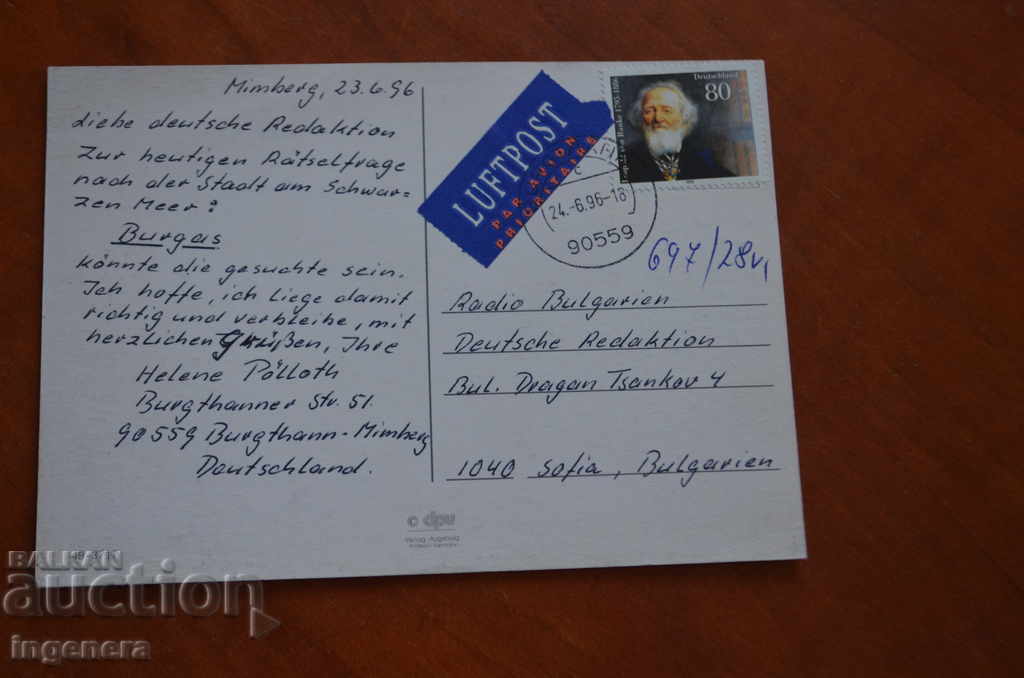 Mimberg, 23.6.96
Liebe deutsche Redaktion
Zur heutigen Rätselfrage
nach der Stadt am Schwar-
zen Meer:
Burgas
könnte die gesuchte sein.
Ich hoffe, ich liege damit
richtig und verbleibe, mit
herzlichen Grüßen, Ihre
Helene Pölloth
Burgthanner Str. 51.
90559 Burgthann-Mimberg
Deutschland.
LUFTPOST
PAR AVION
PRIORITAIRE
Deutschland
80
Ranke 1795-1886
c
24.-6.96-18
90559
697/28v,
Radio Bulgarien
Deutsche Redaktion
Bul. Dragan Tsankov 4
1040 Sofia, Bulgarien
© dpv
BALKAN
auction
ingenera